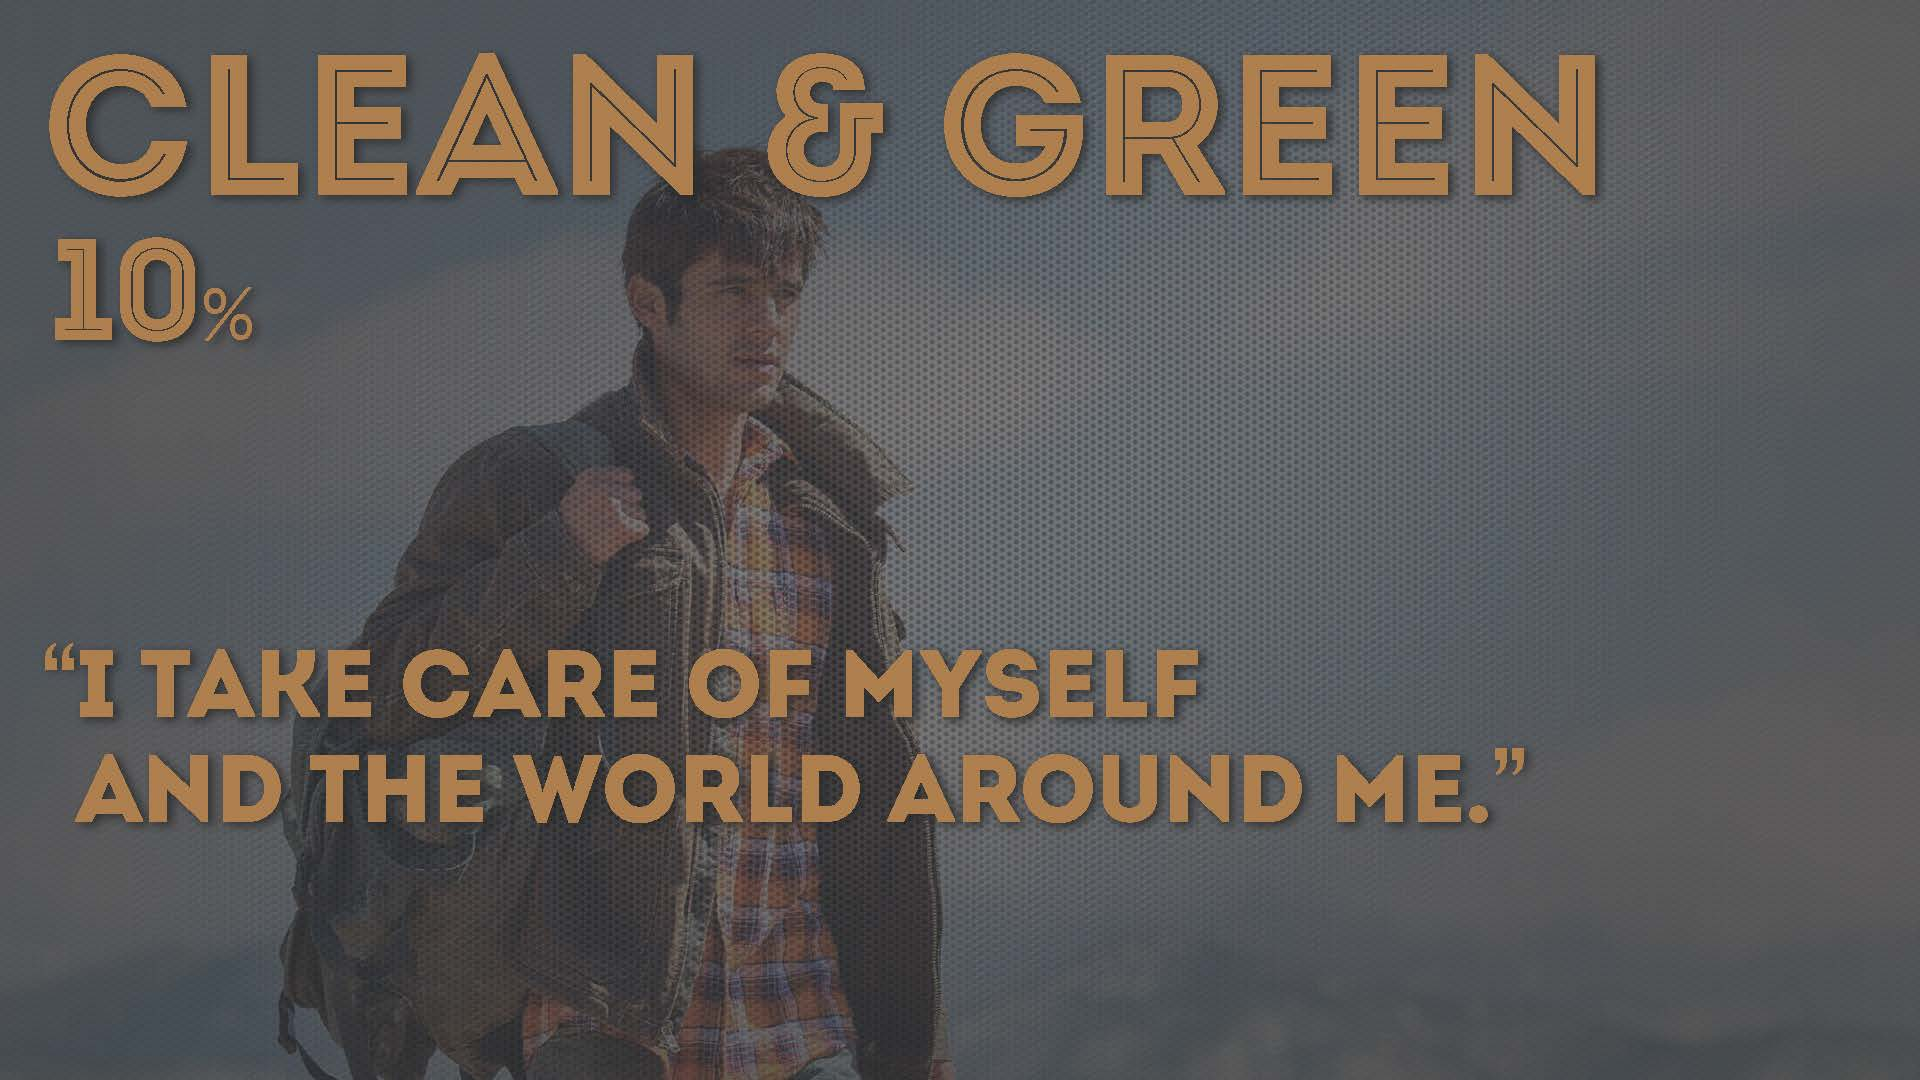 CLEAN & GREEN
10%
“I TAKE CARE OF MYSELF
AND THE WORLD AROUND ME.”